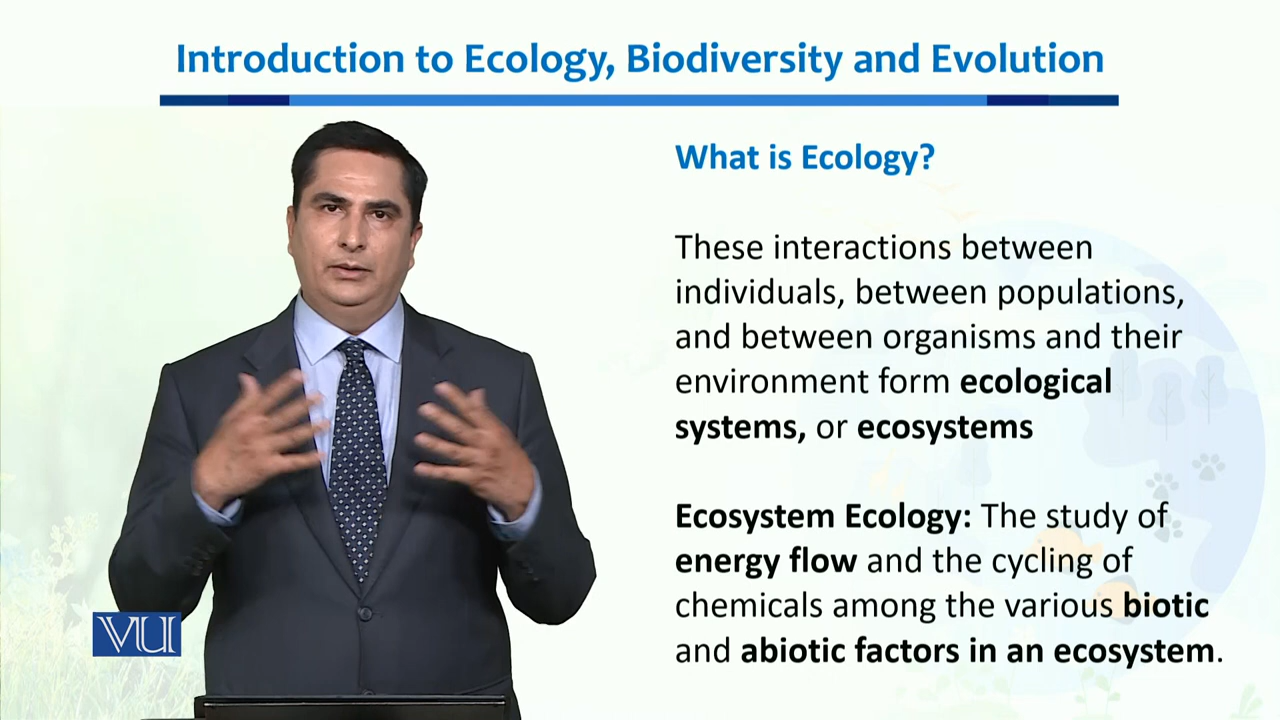 Introduction to Ecology, Biodiversity and Evolution
What is Ecology?
These interactions between
individuals, between populations,
and between organisms and their
environment form ecological
systems, or ecosystems
Ecosystem Ecology: The study of
energy flow and the cycling of
chemicals among the various biotic
and abiotic factors in an ecosystem.
VU